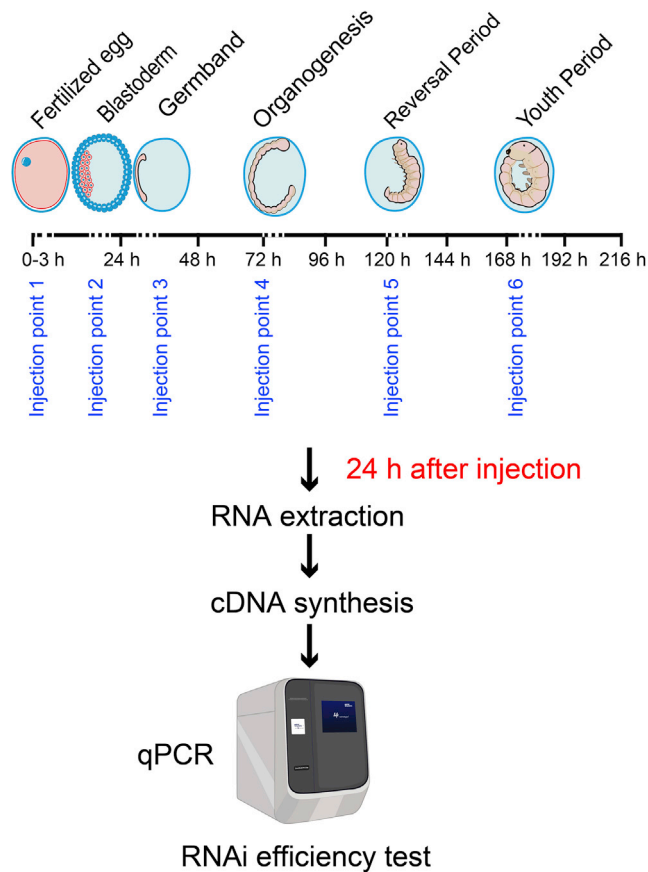 Fertilized egg
Blastoderm
Germband
Organogenesis
Reversal Period
Youth Period
0-3 h
24 h
48 h
72 h
96 h
120 h
144 h
168 h
192 h
216 h
Injection point 1
Injection point 2
Injection point 3
Injection point 4
Injection point 5
Injection point 6
24 h after injection
RNA extraction
cDNA synthesis
qPCR
RNAi efficiency test